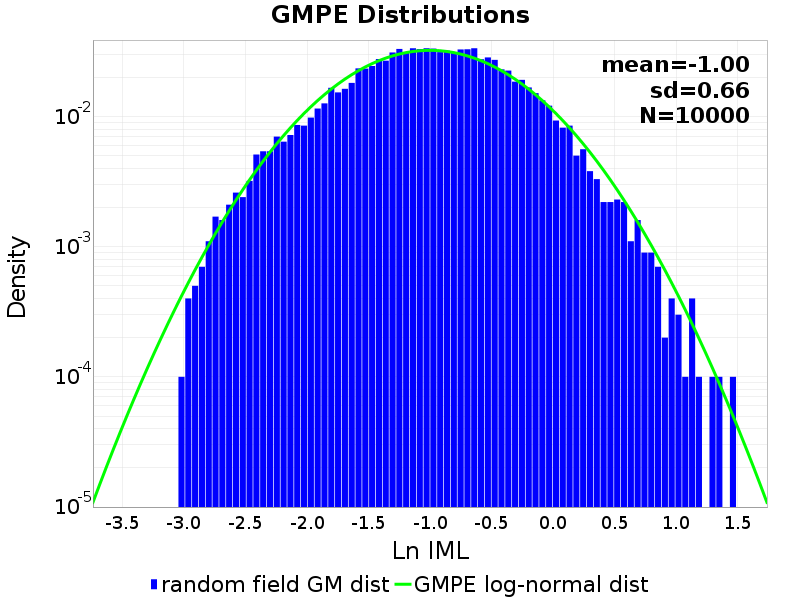 GMPE Distributions
mean=-1.00
sd=0.66
N=10000
Density
10-2
10-3
10-4
10-5
-3.5 -3.0 -2.5 -2.0 -1.5 -1.0 -0.5 0.0 0.5 1.0 1.5
Ln IML
random field GM dist GMPE log-normal dist